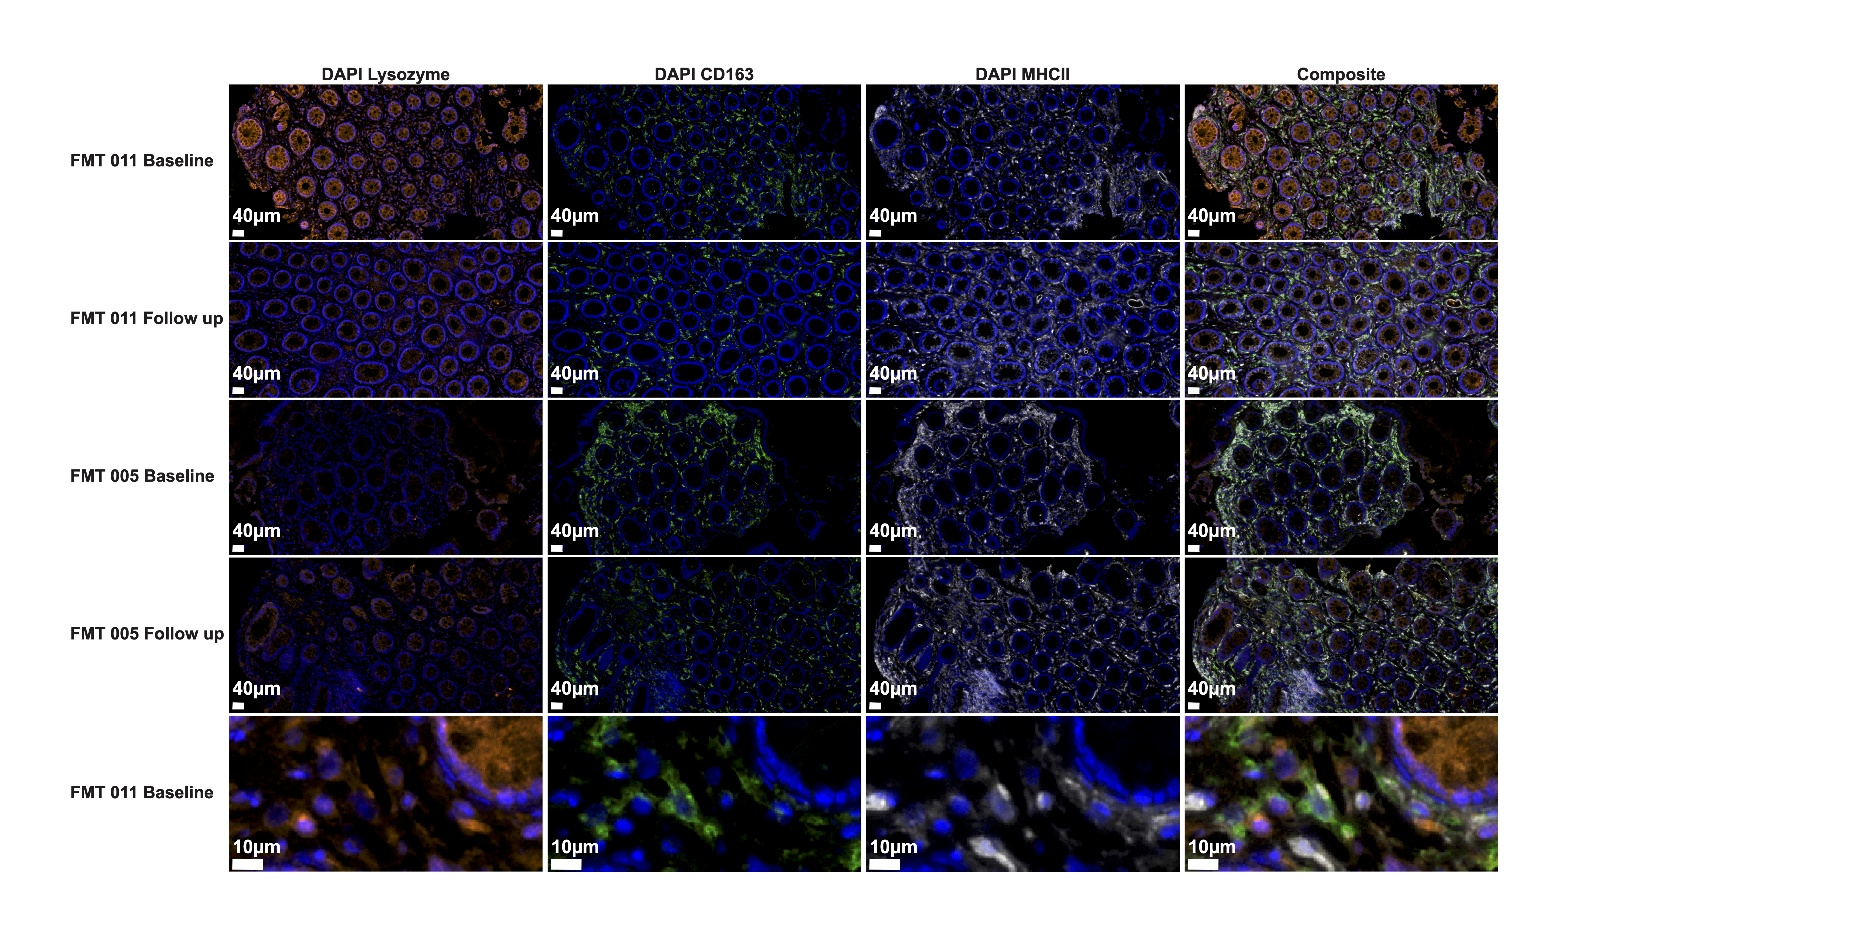 DAPI Lysozyme DAPI CD163 DAPI MHCII Composite
FMT 011 Baseline
40µm 40µm 40µm 40µm
FMT 011 Follow up
40µm 40µm 40µm 40µm
FMT 005 Baseline
40µm 40µm 40µm 40µm
FMT 005 Follow up
40µm 40µm 40µm 40µm
FMT 011 Baseline
10µm 10µm 10µm 10µm